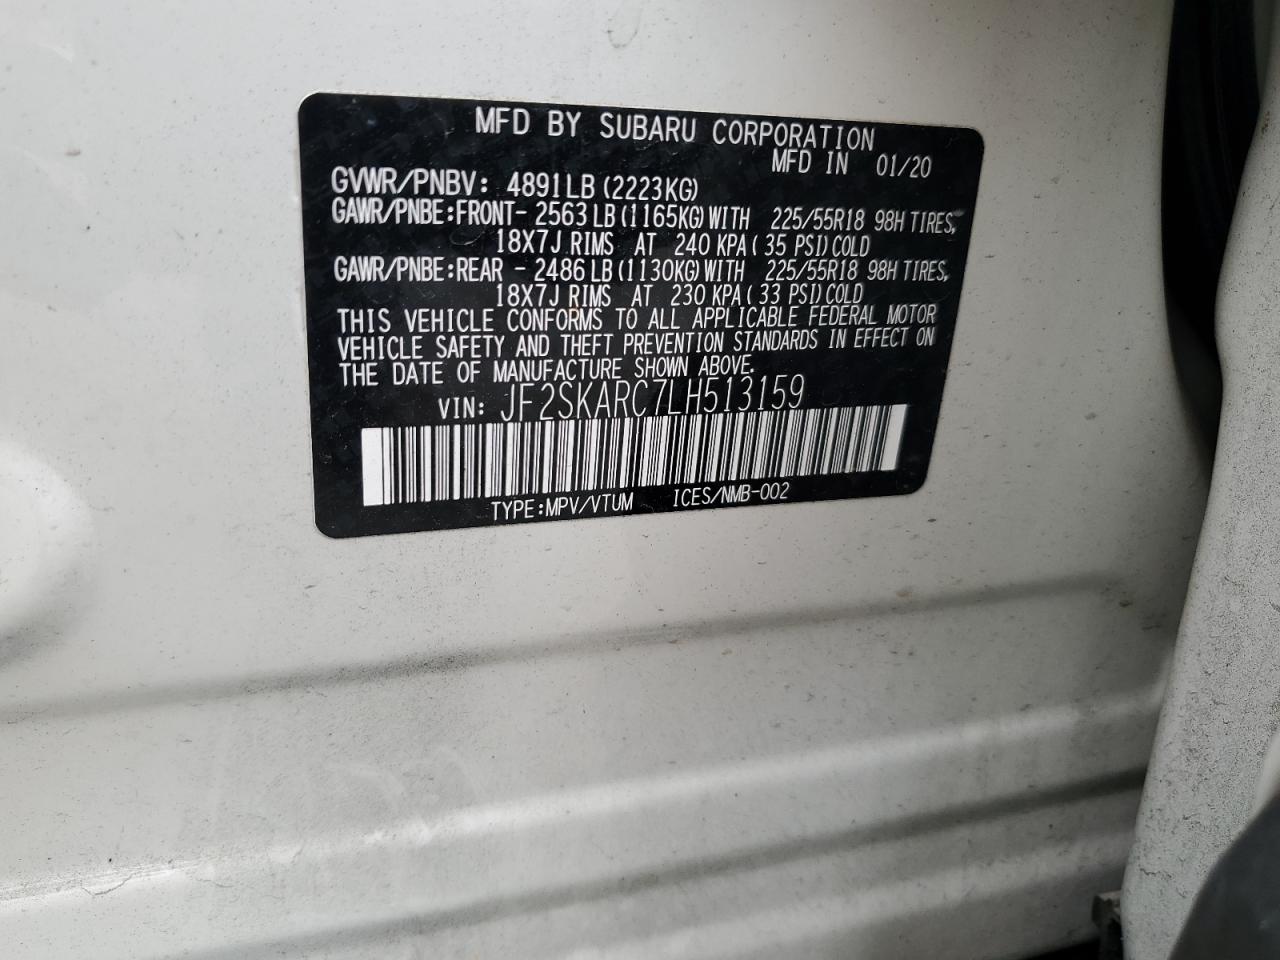 MFD BY SUBARU CORPORATION
MFD IN 01/20
GVWR/PNBV: 4891LB (2223KG)
GAWR/PNBE:FRONT- 2563LB(1165KG)WITH 225/55R18 98H TIRES,
18X7J RIMS AT 240 KPA( 35 PSI)COLD
GAWR/PNBE:REAR - 2486LB(1130KG)WITH 225/55R18 98H TIRES,
18X7J RIMS AT 230 KPA( 33 PSI)COLD
THIS VEHICLE CONFORMS TO ALL APPLICABLE FEDERAL MOTOR
VEHICLE SAFETY AND THEFT PREVENTION STANDARDS IN EFFECT ON
THE DATE OF MANUFACTURE SHOWN ABOVE.
VIN: JF2SKARC7LH513159
TYPE:MPV/VTUM ICES/NMB-002